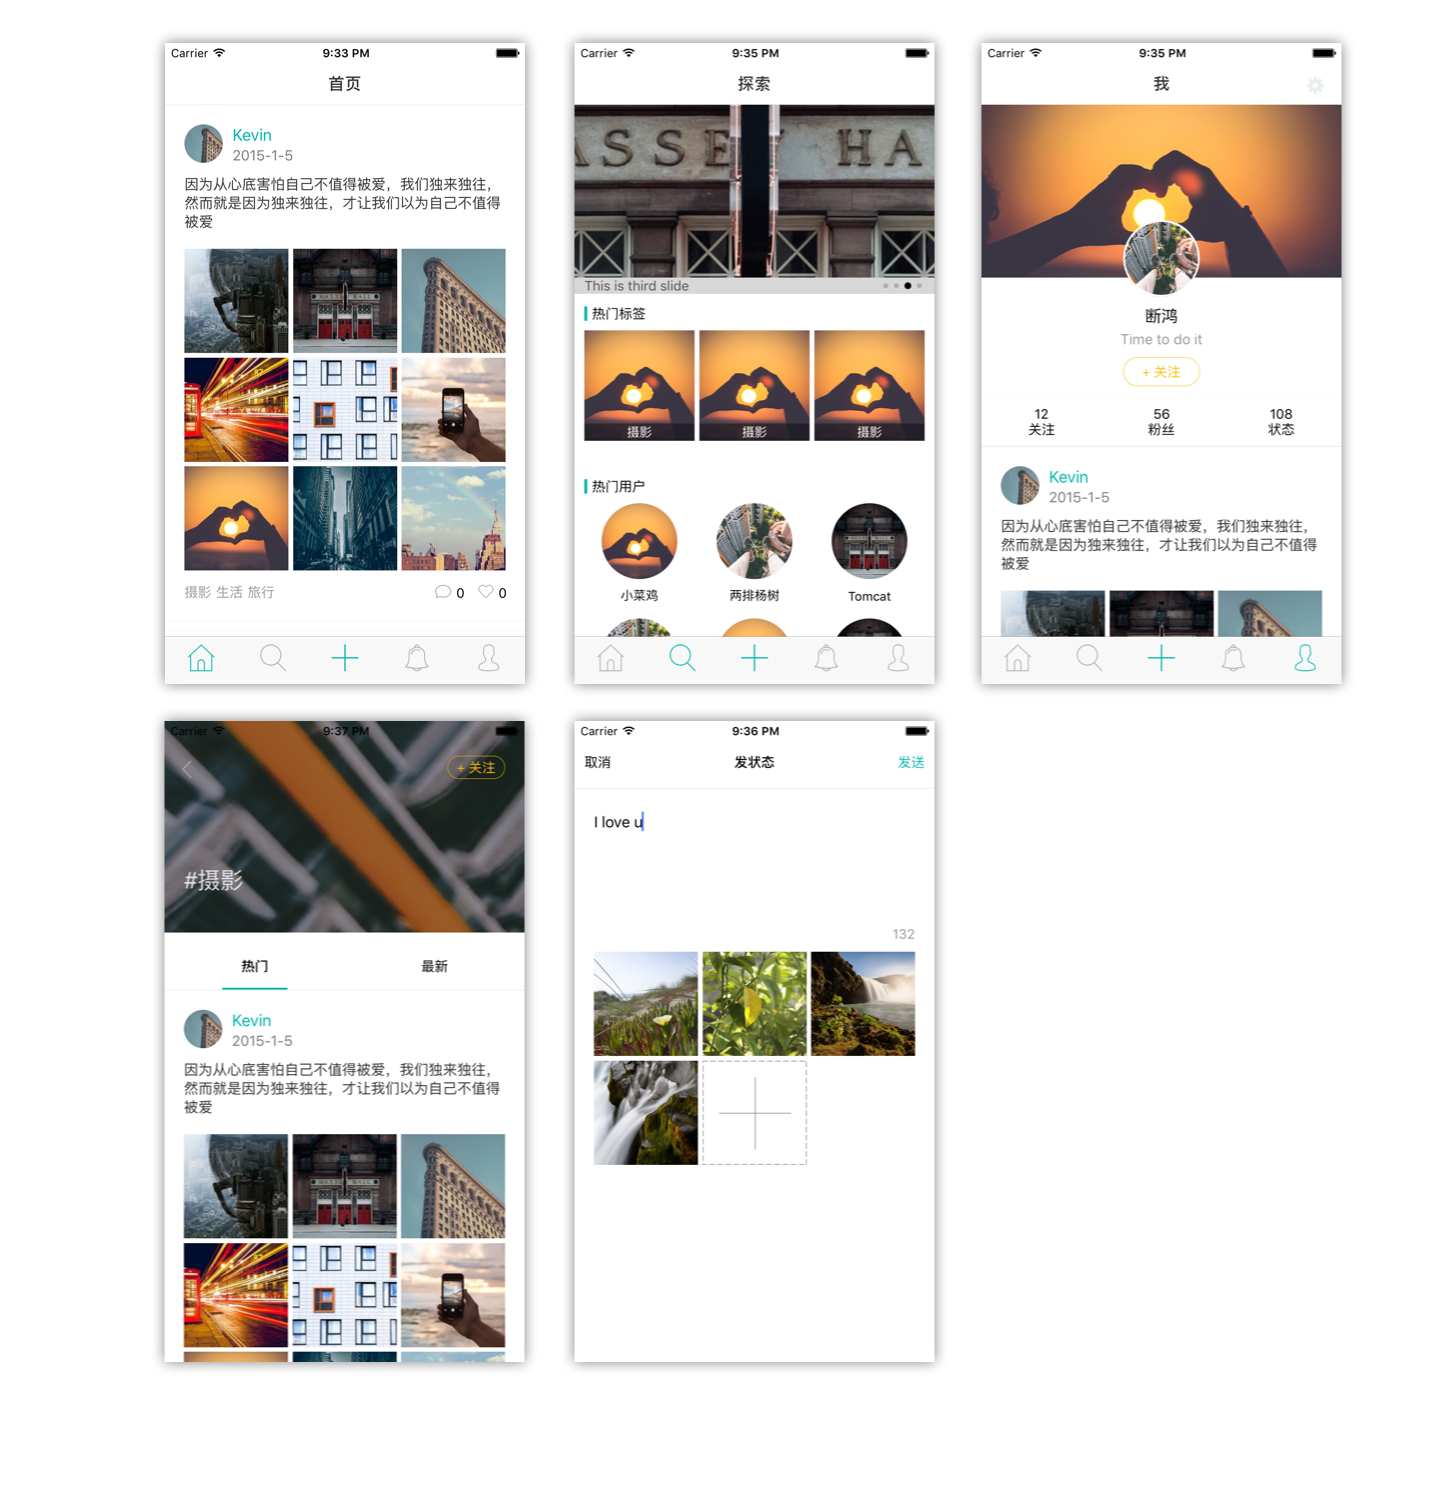 Carrier 9:33 PM
首页
Kevin
2015-1-5
因为从心底害怕自己不值得被爱，我们独来独往，
然而就是因为独来独往，才让我们以为自己不值得
被爱
MASSEY HALL
摄影 生活 旅行 0 0
Carrier 9:35 PM
探索
ASSEY HA
This is third slide
热门标签
摄影 摄影 摄影
热门用户
小菜鸡 两排杨树 Tomcat
Carrier 9:35 PM
我
断鸿
Time to do it
+ 关注
12 56 108
关注 粉丝 状态
Kevin
2015-1-5
因为从心底害怕自己不值得被爱，我们独来独往，
然而就是因为独来独往，才让我们以为自己不值得
被爱
Carrier 9:37 PM
+ 关注
#摄影
热门 最新
Kevin
2015-1-5
因为从心底害怕自己不值得被爱，我们独来独往，
然而就是因为独来独往，才让我们以为自己不值得
被爱
MASSEY HALL
Carrier 9:36 PM
取消 发状态 发送
I love u
132